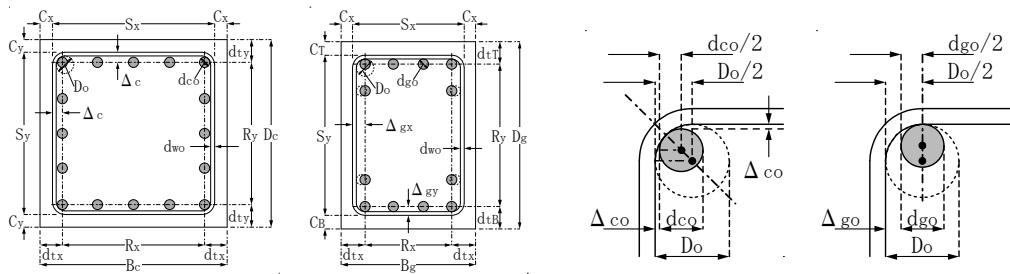 Cx Sx Cx
Cy dty
Do Δc dco
Δc
Sy Ry Dc
dwo
Cy dty
dtx Rx dtx
Bc
Cx Sx Cx
CT dtT
Do dgo
Δgx
Sy Ry Dg
dwo
Δgy
CB dtB
dtx Rx dtx
Bg
dco/2
Do/2
Δco
Δco dco
Do
dgo/2
Do/2
Δgo dgo
Do